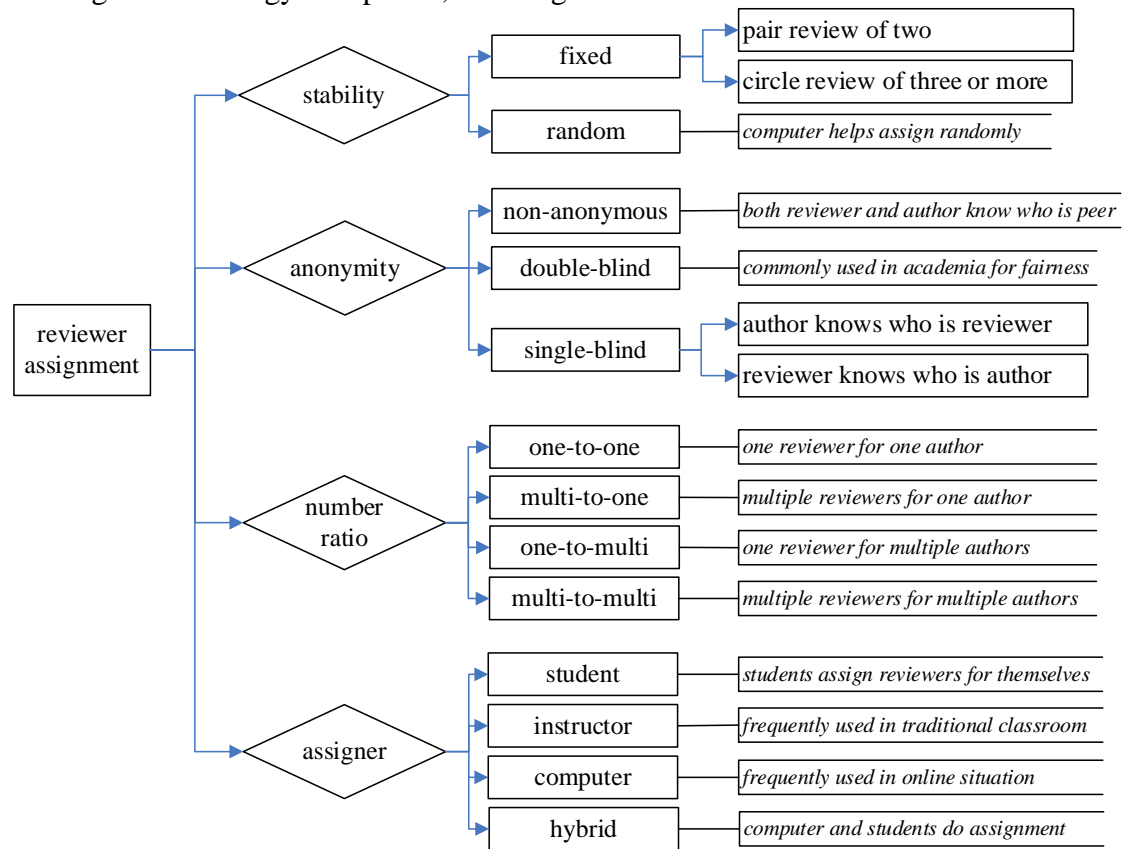 fixed
pair review of two
circle review of three or more
stability
random
computer helps assign randomly
non-anonymous
both reviewer and author know who is peer
anonymity
double-blind
commonly used in academia for fairness
single-blind
author knows who is reviewer
reviewer knows who is author
reviewer
assignment
one-to-one
one reviewer for one author
multi-to-one
multiple reviewers for one author
number
ratio
one-to-multi
one reviewer for multiple authors
multi-to-multi
multiple reviewers for multiple authors
student
students assign reviewers for themselves
instructor
frequently used in traditional classroom
assigner
computer
frequently used in online situation
hybrid
computer and students do assignment